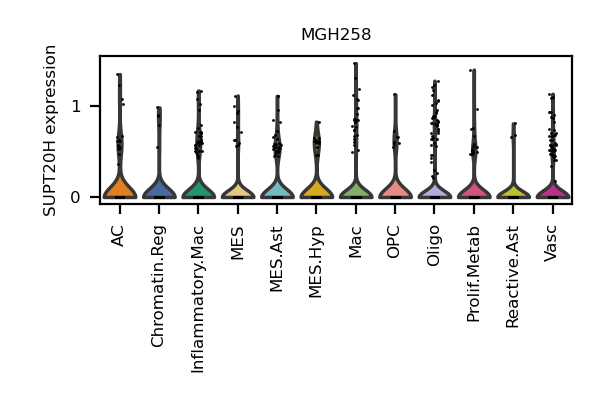 MGH258
SUPT20H expression
1
0
AC
Chromatin.Reg
Inflammatory.Mac
MES
MES.Ast
MES.Hyp
Mac
OPC
Oligo
Prolif.Metab
Reactive.Ast
Vasc